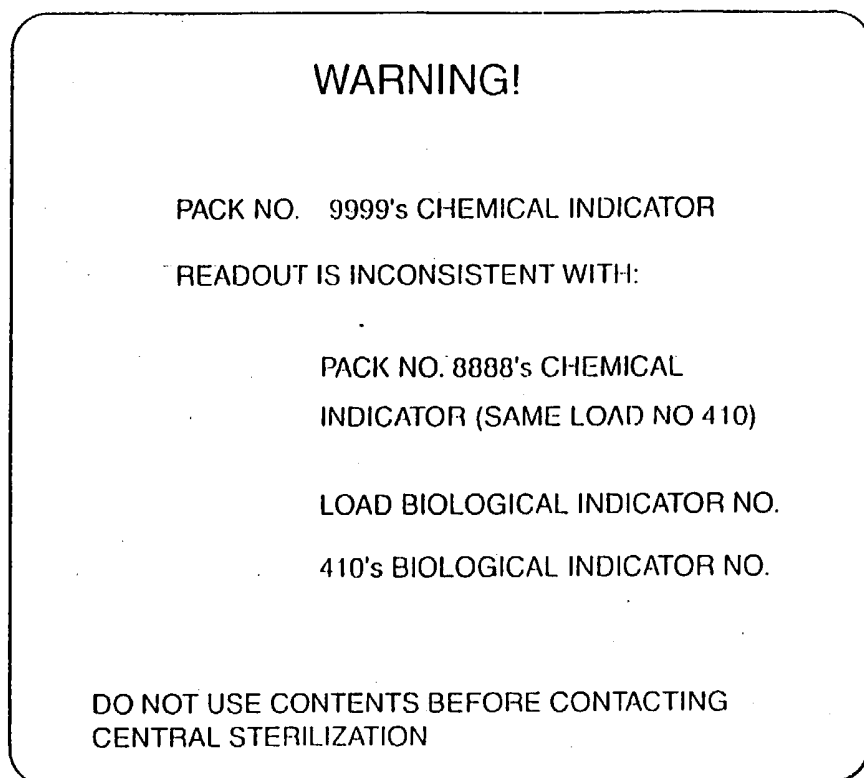 WARNING!
PACK NO. 9999's CHEMICAL INDICATOR
READOUT IS INCONSISTENT WITH:
PACK NO. 8888's CHEMICAL
INDICATOR (SAME LOAD NO 410)
LOAD BIOLOGICAL INDICATOR NO.
410's BIOLOGICAL INDICATOR NO.
DO NOT USE CONTENTS BEFORE CONTACTING
CENTRAL STERILIZATION